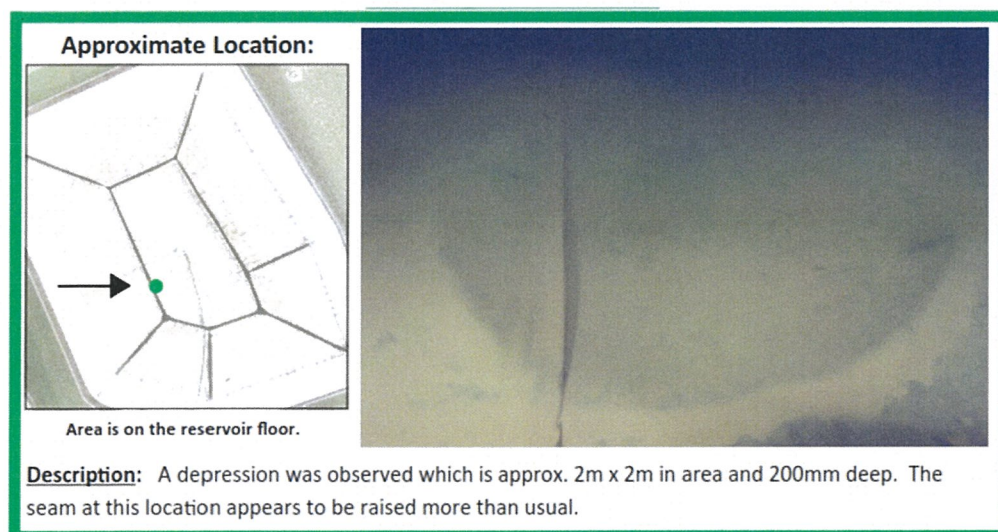 Approximate Location:
Area is on the reservoir floor.
Description: A depression was observed which is approx. 2m x 2m in area and 200mm deep. The
seam at this location appears to be raised more than usual.